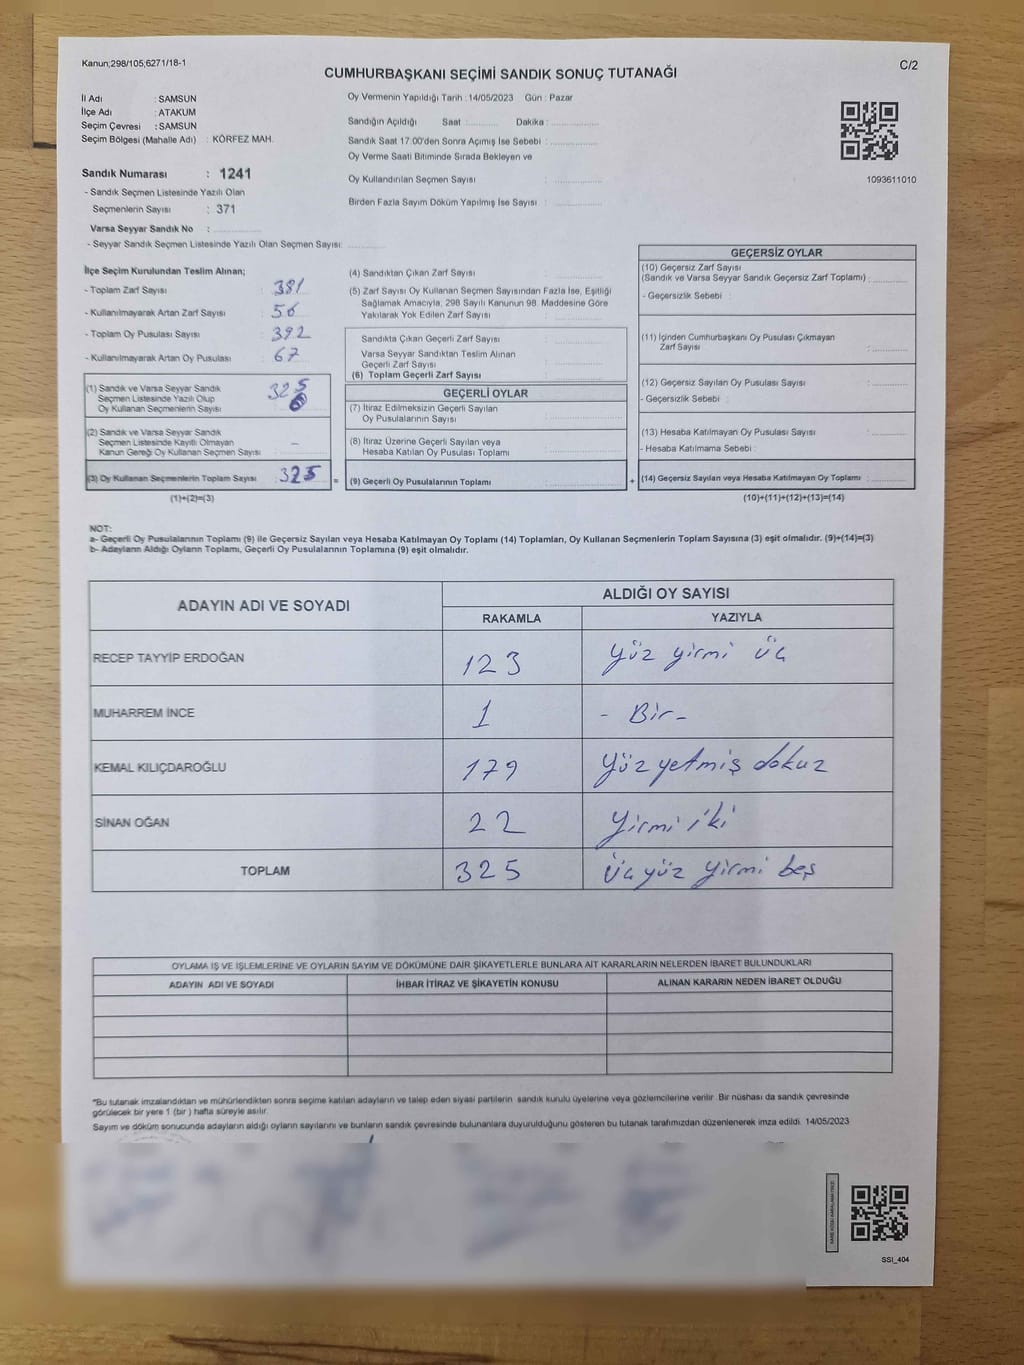 Kanun;298/105;6271/18-1
CUMHURBAŞKANI SEÇİMİ SANDIK SONUÇ TUTANAĞI
C/2
İl Adı : SAMSUN
İlçe Adı : ATAKUM
Seçim Çevresi : SAMSUN
Seçim Bölgesi (Mahalle Adı) : KÖRFEZ MAH.
Oy Vermenin Yapıldığı Tarih : 14/05/2023 Gün : Pazar
Sandığın Açıldığı Saat : Dakika :
Sandık Saat 17.00'den Sonra Açılmış İse Sebebi :
Oy Verme Saati Bitiminde Sırada Bekleyen ve
Oy Kullandırılan Seçmen Sayısı :
Birden Fazla Sayım Döküm Yapılmış İse Sayısı :
1093611010
Sandık Numarası : 1241
- Sandık Seçmen Listesinde Yazılı Olan
Seçmenlerin Sayısı : 371
Varsa Seyyar Sandık No :
- Seyyar Sandık Seçmen Listesinde Yazılı Olan Seçmen Sayısı:
İlçe Seçim Kurulundan Teslim Alınan;
- Toplam Zarf Sayısı : 381
- Kullanılmayarak Artan Zarf Sayısı : 56
- Toplam Oy Pusulası Sayısı : 392
- Kullanılmayarak Artan Oy Pusulası : 67
(1) Sandık ve Varsa Seyyar Sandık
Seçmen Listesinde Yazılı Olup
Oy Kullanan Seçmenlerin Sayısı : 325
(2) Sandık ve Varsa Seyyar Sandık
Seçmen Listesinde Kayıtlı Olmayan
Kanun Gereği Oy Kullanan Seçmen Sayısı : –
(3) Oy Kullanan Seçmenlerin Toplam Sayısı : 325
(1)+(2)=(3)
(4) Sandıktan Çıkan Zarf Sayısı :
(5) Zarf Sayısı Oy Kullanan Seçmen Sayısından Fazla İse, Eşitliği
Sağlamak Amacıyla, 298 Sayılı Kanunun 98. Maddesine Göre
Yakılarak Yok Edilen Zarf Sayısı :
Sandıkta Çıkan Geçerli Zarf Sayısı :
Varsa Seyyar Sandıktan Teslim Alınan
Geçerli Zarf Sayısı :
(6) Toplam Geçerli Zarf Sayısı :
GEÇERLİ OYLAR
(7) İtiraz Edilmeksizin Geçerli Sayılan
Oy Pusulalarının Sayısı :
(8) İtiraz Üzerine Geçerli Sayılan veya
Hesaba Katılan Oy Pusulası Toplamı :
= (9) Geçerli Oy Pusulalarının Toplamı :
GEÇERSİZ OYLAR
(10) Geçersiz Zarf Sayısı
(Sandık ve Varsa Seyyar Sandık Geçersiz Zarf Toplamı) :
- Geçersizlik Sebebi :
(11) İçinden Cumhurbaşkanı Oy Pusulası Çıkmayan
Zarf Sayısı :
(12) Geçersiz Sayılan Oy Pusulası Sayısı :
- Geçersizlik Sebebi :
(13) Hesaba Katılmayan Oy Pusulası Sayısı :
- Hesaba Katılmama Sebebi :
+ (14) Geçersiz Sayılan veya Hesaba Katılmayan Oy Toplamı :
(10)+(11)+(12)+(13)=(14)
NOT:
a- Geçerli Oy Pusulalarının Toplamı (9) ile Geçersiz Sayılan veya Hesaba Katılmayan Oy Toplamı (14) Toplamları, Oy Kullanan Seçmenlerin Toplam Sayısına (3) eşit olmalıdır. (9)+(14)=(3)
b- Adayların Aldığı Oyların Toplamı, Geçerli Oy Pusulalarının Toplamına (9) eşit olmalıdır.
ADAYIN ADI VE SOYADI
ALDIĞI OY SAYISI
RAKAMLA YAZIYLA
RECEP TAYYİP ERDOĞAN 123 Yüz yirmi üç
MUHARREM İNCE 1 - Bir -
KEMAL KILIÇDAROĞLU 179 Yüz yetmiş dokuz
SİNAN OĞAN 22 Yirmi iki
TOPLAM 325 Üç yüz yirmi beş
OYLAMA İŞ VE İŞLEMLERİNE VE OYLARIN SAYIM VE DÖKÜMÜNE DAİR ŞİKAYETLERLE BUNLARA AİT KARARLARIN NELERDEN İBARET BULUNDUKLARI
ADAYIN ADI VE SOYADI İHBAR İTİRAZ VE ŞİKAYETİN KONUSU ALINAN KARARIN NEDEN İBARET OLDUĞU
*Bu tutanak imzalandıktan ve mühürlendikten sonra seçime katılan adayların ve talep eden siyasi partilerin sandık kurulu üyelerine veya gözlemcilerine verilir. Bir nüshası da sandık çevresinde
görülecek bir yere 1 (bir) hafta süreyle asılır.
Sayım ve döküm sonucunda adayların aldığı oyların sayılarını ve bunların sandık çevresinde bulunanlara duyurulduğunu gösteren bu tutanak tarafımızdan düzenlenerek imza edildi. 14/05/2023
SSI_404